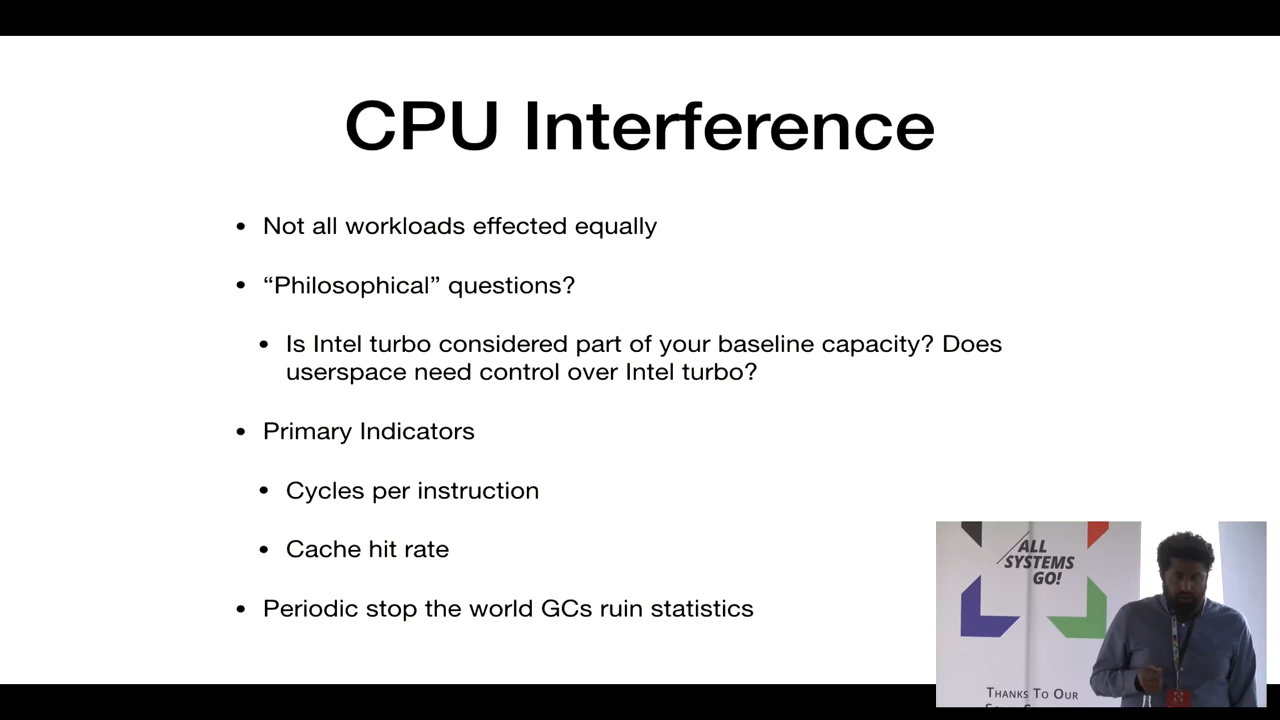 CPU Interference
• Not all workloads effected equally
• “Philosophical” questions?
• Is Intel turbo considered part of your baseline capacity? Does
userspace need control over Intel turbo?
• Primary Indicators
• Cycles per instruction
• Cache hit rate
• Periodic stop the world GCs ruin statistics
ALL
SYSTEMS
GO!
THANKS TO OUR